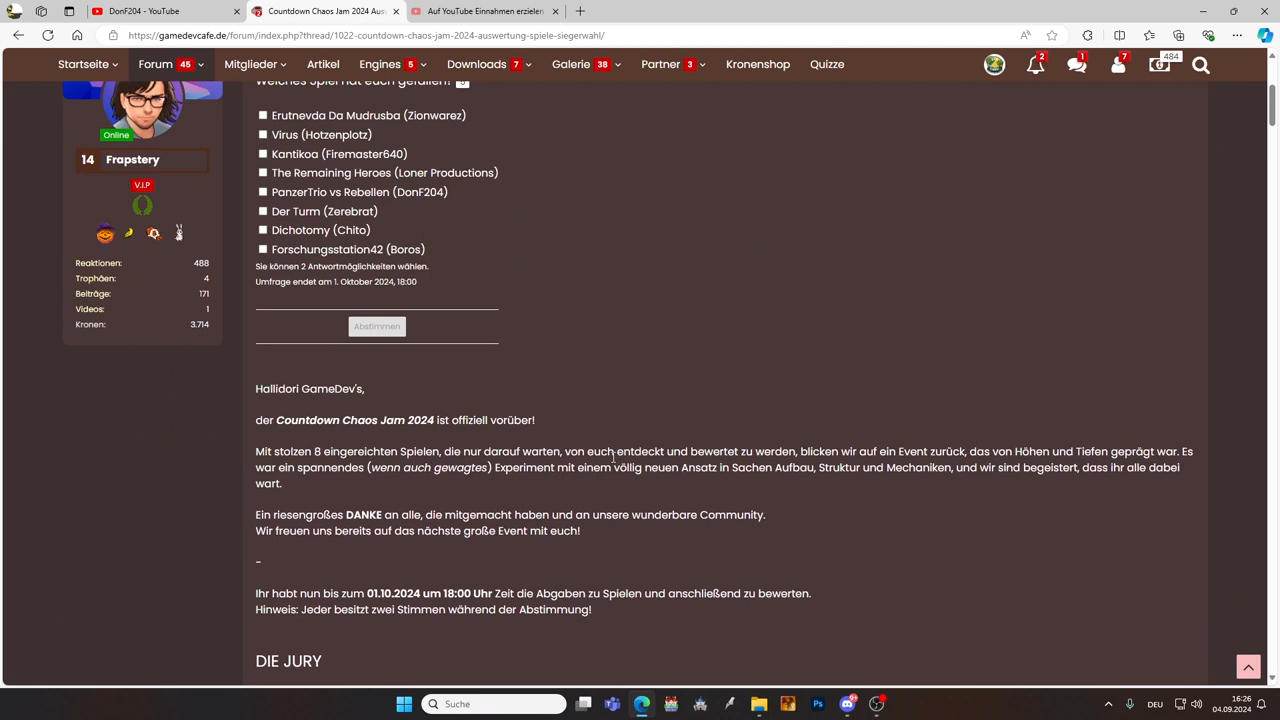 DonF204 - YouTube
Countdown Chaos Jam 2024 Aus
Auf YouTube Einnahmen erzielen
https://gamedevcafe.de/forum/index.php?thread/1022-countdown-chaos-jam-2024-auswertung-spiele-siegerwahl/
Startseite
Forum 45
Mitglieder
Artikel
Engines 5
Downloads 7
Galerie 38
Partner 3
Kronenshop
Quizze
2
1
7
484
Welches Spiel hat euch gefallen!
Online
14 Frapstery
V.I.P
Reaktionen: 488
Trophäen: 4
Beiträge: 171
Videos: 1
Kronen: 3.714
Erutnevda Da Mudrusba (Zionwarez)
Virus (Hotzenplotz)
Kantikoa (Firemaster640)
The Remaining Heroes (Loner Productions)
PanzerTrio vs Rebellen (DonF204)
Der Turm (Zerebrat)
Dichotomy (Chito)
Forschungsstation42 (Boros)
Sie können 2 Antwortmöglichkeiten wählen.
Umfrage endet am 1. Oktober 2024, 18:00
Abstimmen
Hallidori GameDev's,
der Countdown Chaos Jam 2024 ist offiziell vorüber!
Mit stolzen 8 eingereichten Spielen, die nur darauf warten, von euch entdeckt und bewertet zu werden, blicken wir auf ein Event zurück, das von Höhen und Tiefen geprägt war. Es
war ein spannendes (wenn auch gewagtes) Experiment mit einem völlig neuen Ansatz in Sachen Aufbau, Struktur und Mechaniken, und wir sind begeistert, dass ihr alle dabei
wart.
Ein riesengroßes DANKE an alle, die mitgemacht haben und an unsere wunderbare Community.
Wir freuen uns bereits auf das nächste große Event mit euch!
-
Ihr habt nun bis zum 01.10.2024 um 18:00 Uhr Zeit die Abgaben zu Spielen und anschließend zu bewerten.
Hinweis: Jeder besitzt zwei Stimmen während der Abstimmung!
DIE JURY
Suche
DEU
16:26
04.09.2024